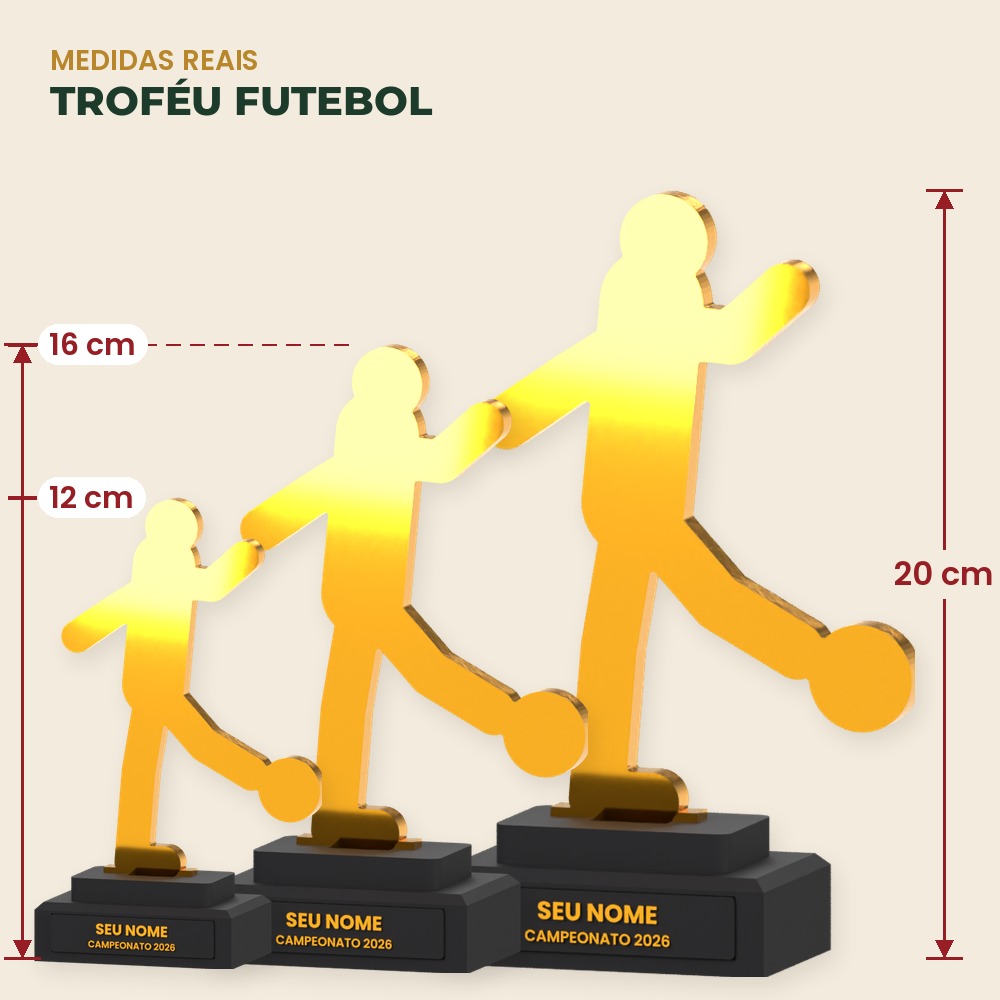 MEDIDAS REAIS
TROFÉU FUTEBOL
16 cm
12 cm
20 cm
SEU NOME
CAMPEONATO 2026
SEU NOME
CAMPEONATO 2026
SEU NOME
CAMPEONATO 2026